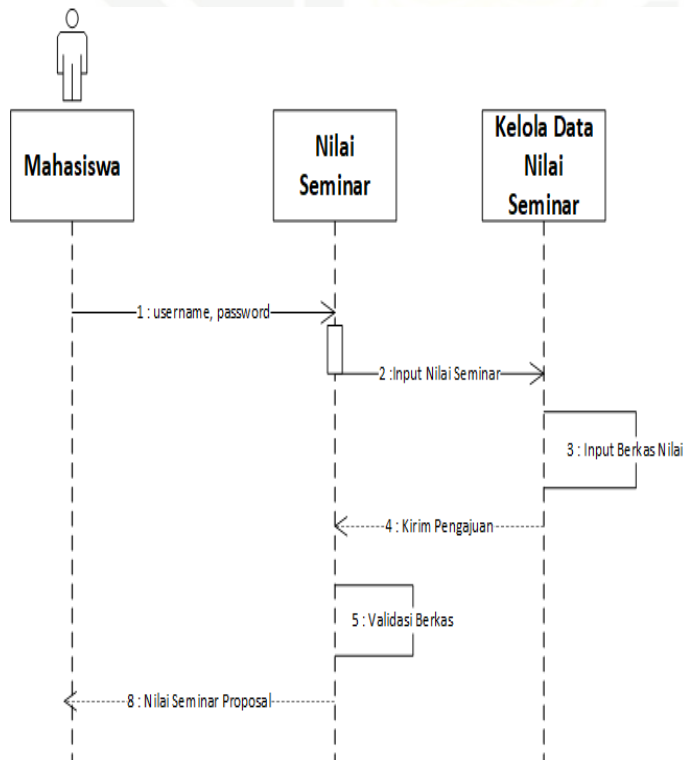 Mahasiswa
Nilai
Seminar
Kelola Data
Nilai
Seminar
1 : username, password
2 :Input Nilai Seminar
3 : Input Berkas Nilai
4 : Kirim Pengajuan
5 : Validasi Berkas
8 : Nilai Seminar Proposal